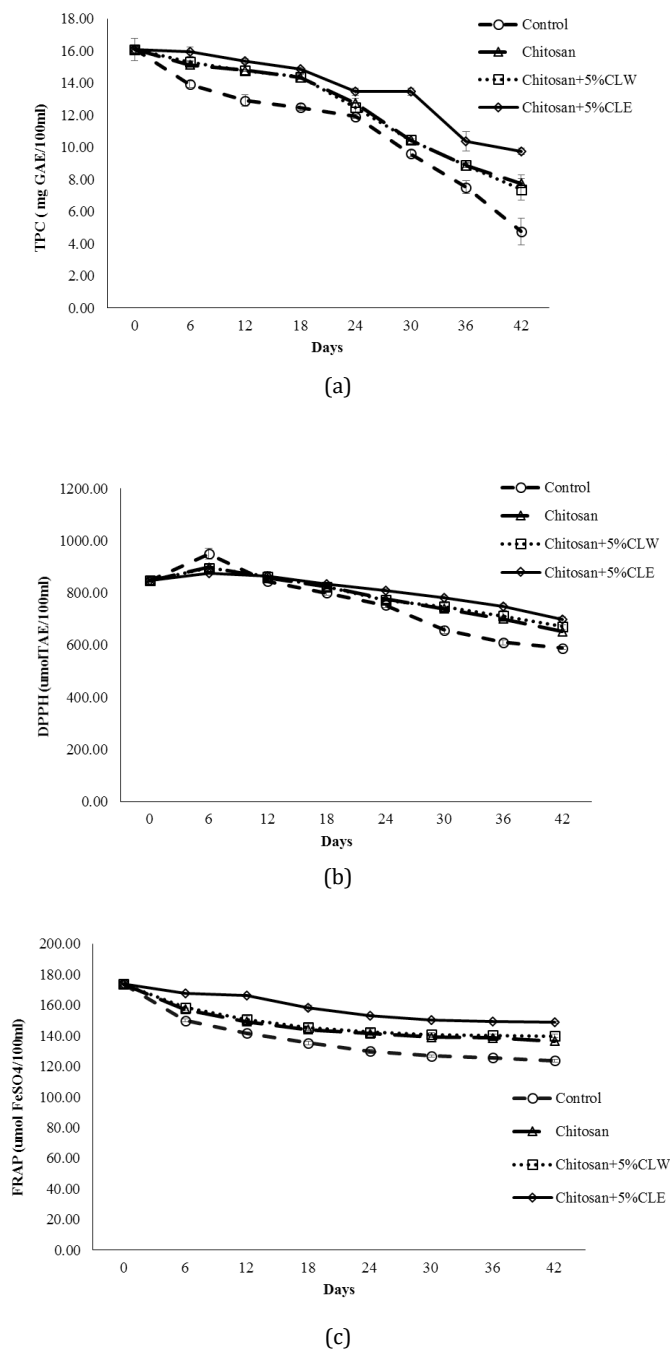 18.00
16.00
14.00
12.00
10.00
8.00
6.00
4.00
2.00
0.00
TPC ( mg GAE/100ml)
Control
Chitosan
Chitosan+5%CLW
Chitosan+5%CLE
0 6 12 18 24 30 36 42
Days
(a)
1200.00
1000.00
800.00
600.00
400.00
200.00
0.00
DPPH (umolTAE/100ml)
Control
Chitosan
Chitosan+5%CLW
Chitosan+5%CLE
0 6 12 18 24 30 36 42
Days
(b)
200.00
180.00
160.00
140.00
120.00
100.00
80.00
60.00
40.00
20.00
0.00
FRAP (umol FeSO4/100ml)
Control
Chitosan
Chitosan+5%CLW
Chitosan+5%CLE
0 6 12 18 24 30 36 42
Days
(c)